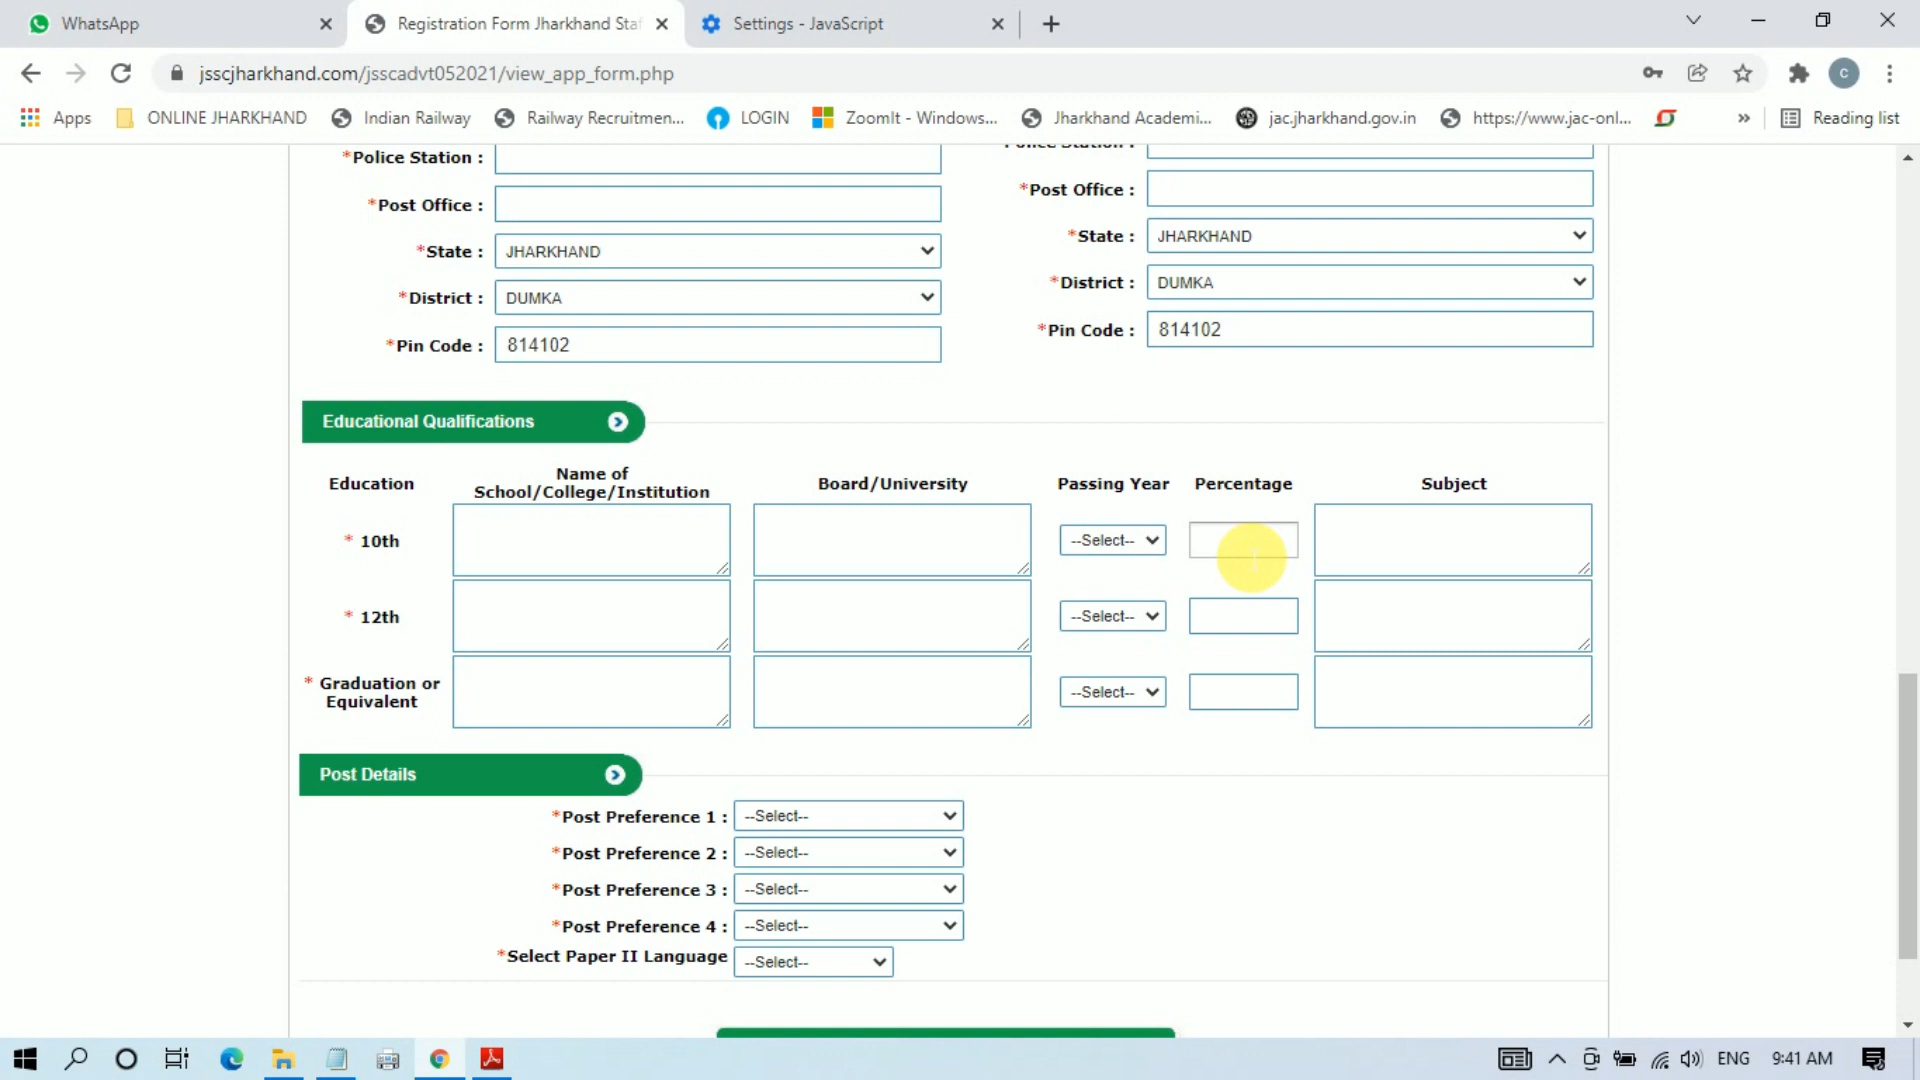 WhatsApp
Registration Form Jharkhand Sta
Settings - JavaScript
jsscjharkhand.com/jsscadvt052021/view_app_form.php
C
Apps
ONLINE JHARKHAND
Indian Railway
Railway Recruitmen...
LOGIN
ZoomIt - Windows...
Jharkhand Academi...
jac.jharkhand.gov.in
https://www.jac-onl...
»
Reading list
*Police Station :
Police Station :
*Post Office :
*Post Office :
*State : JHARKHAND
*State : JHARKHAND
*District : DUMKA
*District : DUMKA
*Pin Code : 814102
*Pin Code : 814102
Educational Qualifications
Education
Name of
School/College/Institution
Board/University
Passing Year
Percentage
Subject
* 10th
--Select--
* 12th
--Select--
* Graduation or
Equivalent
--Select--
Post Details
*Post Preference 1 : --Select--
*Post Preference 2 : --Select--
*Post Preference 3 : --Select--
*Post Preference 4 : --Select--
*Select Paper II Language --Select--
ENG
9:41 AM